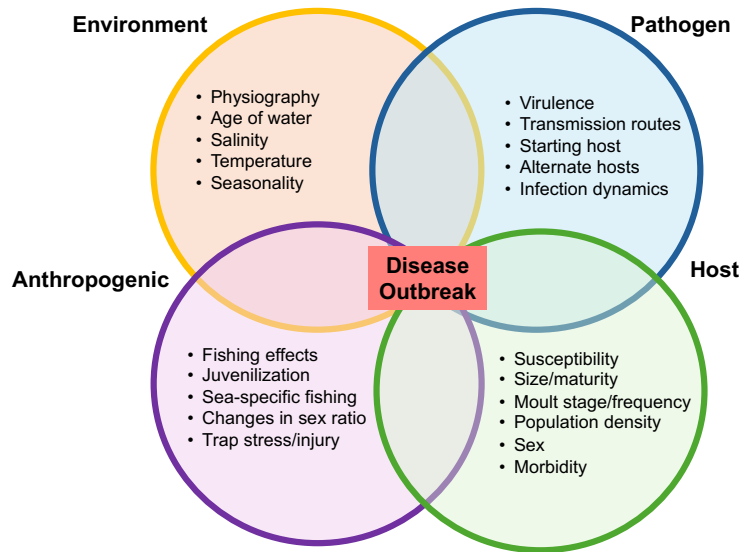 Environment
Pathogen
• Physiography
• Age of water
• Salinity
• Temperature
• Seasonality
• Virulence
• Transmission routes
• Starting host
• Alternate hosts
• Infection dynamics
Anthropogenic
Disease
Outbreak
Host
• Fishing effects
• Juvenilization
• Sea-specific fishing
• Changes in sex ratio
• Trap stress/injury
• Susceptibility
• Size/maturity
• Moult stage/frequency
• Population density
• Sex
• Morbidity